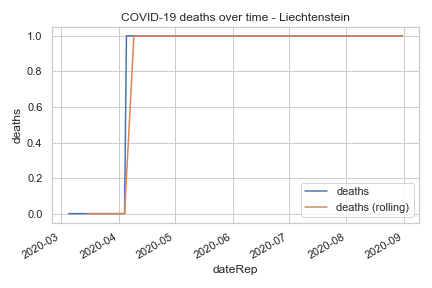 COVID-19 deaths over time - Liechtenstein
1.0
0.8
0.6
0.4
0.2
0.0
deaths
deaths
deaths (rolling)
2020-03
2020-04
2020-05
2020-06
2020-07
2020-08
2020-09
dateRep